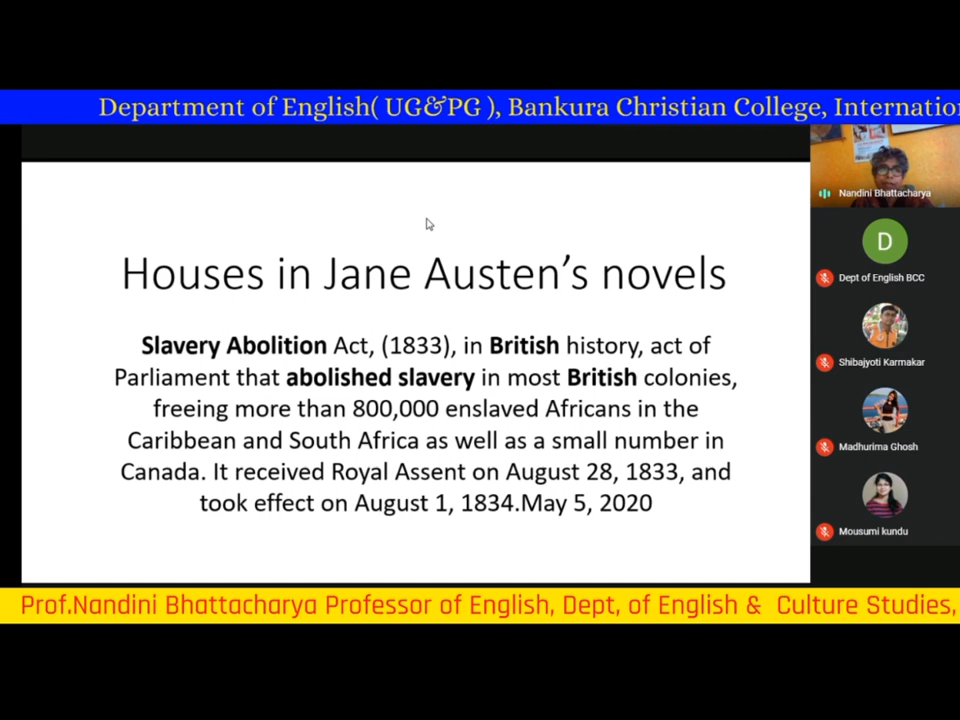 Department of English( UG&PG ), Bankura Christian College, Internatio
Houses in Jane Austen’s novels
Slavery Abolition Act, (1833), in British history, act of
Parliament that abolished slavery in most British colonies,
freeing more than 800,000 enslaved Africans in the
Caribbean and South Africa as well as a small number in
Canada. It received Royal Assent on August 28, 1833, and
took effect on August 1, 1834.May 5, 2020
Nandini Bhattacharya
D
Dept of English BCC
Shibajyoti Karmakar
Madhurima Ghosh
Mousumi kundu
Prof.Nandini Bhattacharya Professor of English, Dept, of English & Culture Studies,